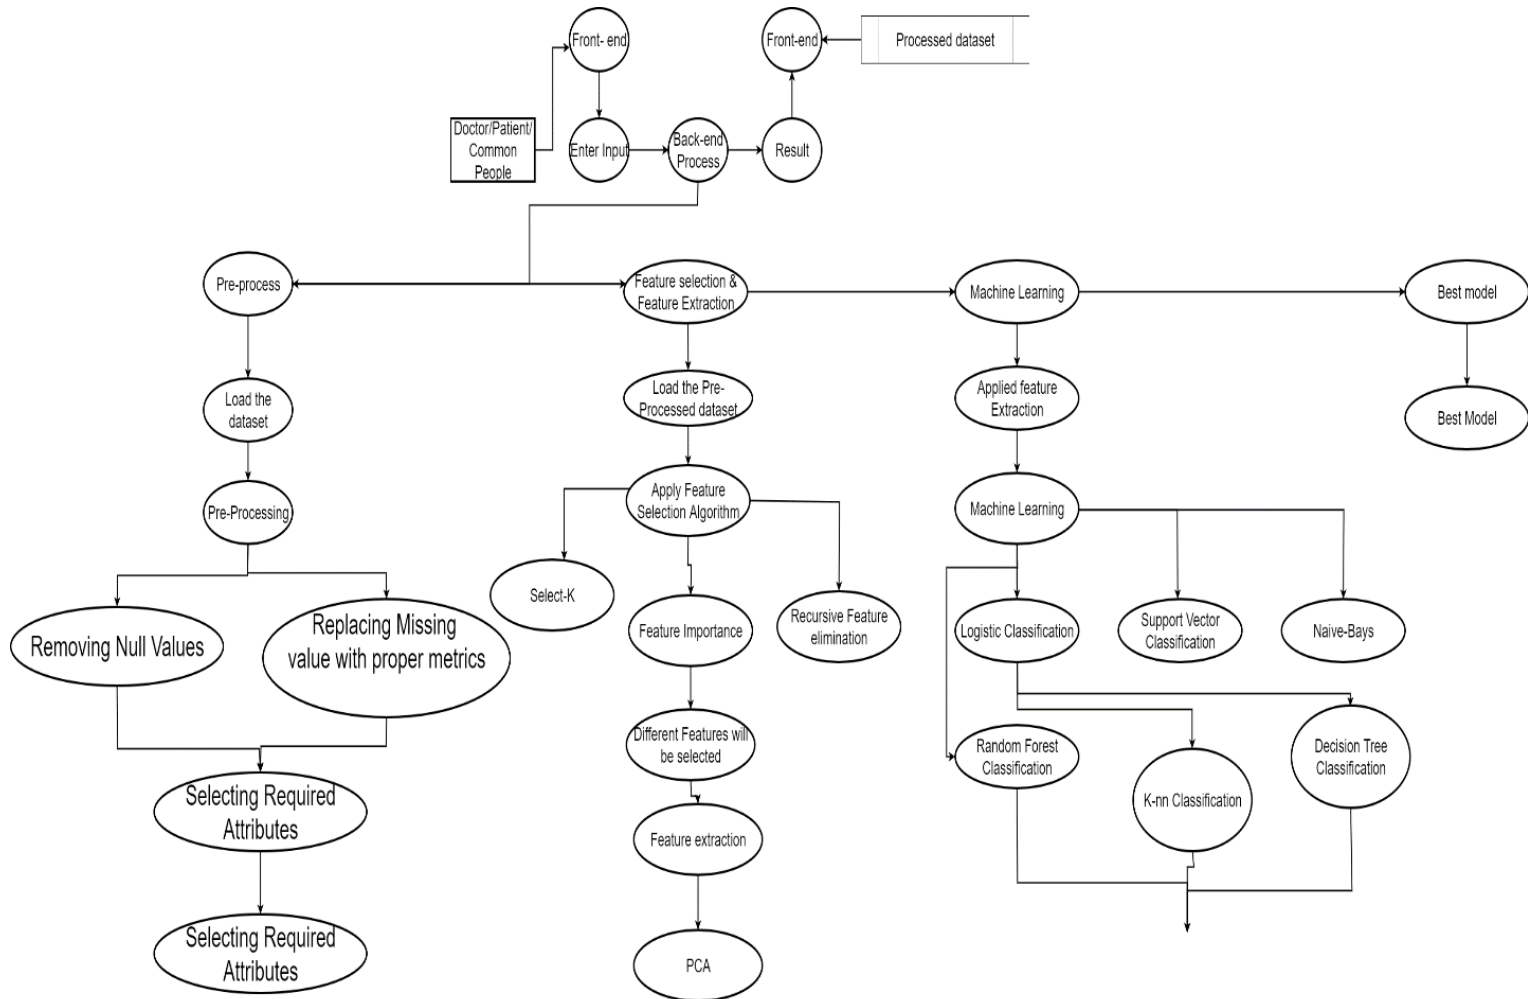 Front- end
Front-end
Processed dataset
Doctor/Patient/
Common
People
Enter Input
Back-end
Process
Result
Pre-process
Feature selection &
Feature Extraction
Machine Learning
Best model
Load the
dataset
Load the Pre-
Processed dataset
Applied feature
Extraction
Best Model
Pre-Processing
Apply Feature
Selection Algorithm
Machine Learning
Removing Null Values
Replacing Missing
value with proper metrics
Select-K
Feature Importance
Recursive Feature
elimination
Logistic Classification
Support Vector
Classification
Naive-Bays
Different Features will
be selected
Random Forest
Classification
K-nn Classification
Decision Tree
Classification
Selecting Required
Attributes
Feature extraction
Selecting Required
Attributes
PCA